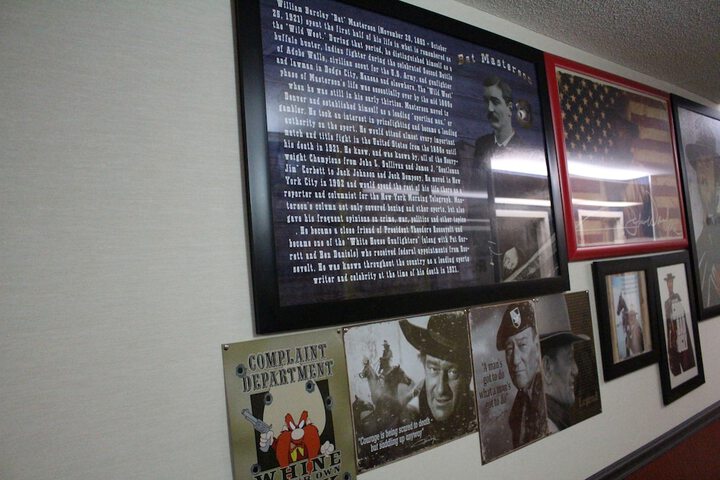 William Barclay "Bat" Masterson (November 26, 1853 - October
25, 1921) spent the first half of his life in what is remembered as
the "Wild West." During that period, he distinguished himself as a
buffalo hunter, Indian fighter during the celebrated Second Battle
of Adobe Walls, civilian scout for the U.S. Army, and gunfighter
and lawman in Dodge City, Kansas and elsewhere. The "Wild West"
phase of Masterson's life was essentially over by the mid 1880s
when he was still in his early thirties. Masterson moved to
Denver and established himself as a leading "sporting man," or
gambler. He took an interest in prizefighting and became a leading
authority on the sport. He would attend almost every important
match and title fight in the United States from the 1880s until
his death in 1921. He knew, and was known by, all of the Heavy-
weight Champions from John L. Sullivan and James J. "Gentleman
Jim" Corbett to Jack Johnson and Jack Dempsey. He moved to New
York City in 1902 and would spend the rest of his life there as a
reporter and columnist for the New York Morning Telegraph. Mas-
terson's column not only covered boxing and other sports, but also
gave his frequent opinions on crime, war, politics and other topics
. He became a close friend of President Theodore Roosevelt and
became one of the "White House Gunfighters" (along with Pat Gar-
rett and Ben Daniels) who received federal appointments from Roo-
sevelt. He was known throughout the country as a leading sports
writer and celebrity at the time of his death in 1921.
Bat Masterson
COMPLAINT
DEPARTMENT
WHINE
"Courage is being scared to death
but saddling up anyway"
"A man's
got to do
what a man's
got to do"